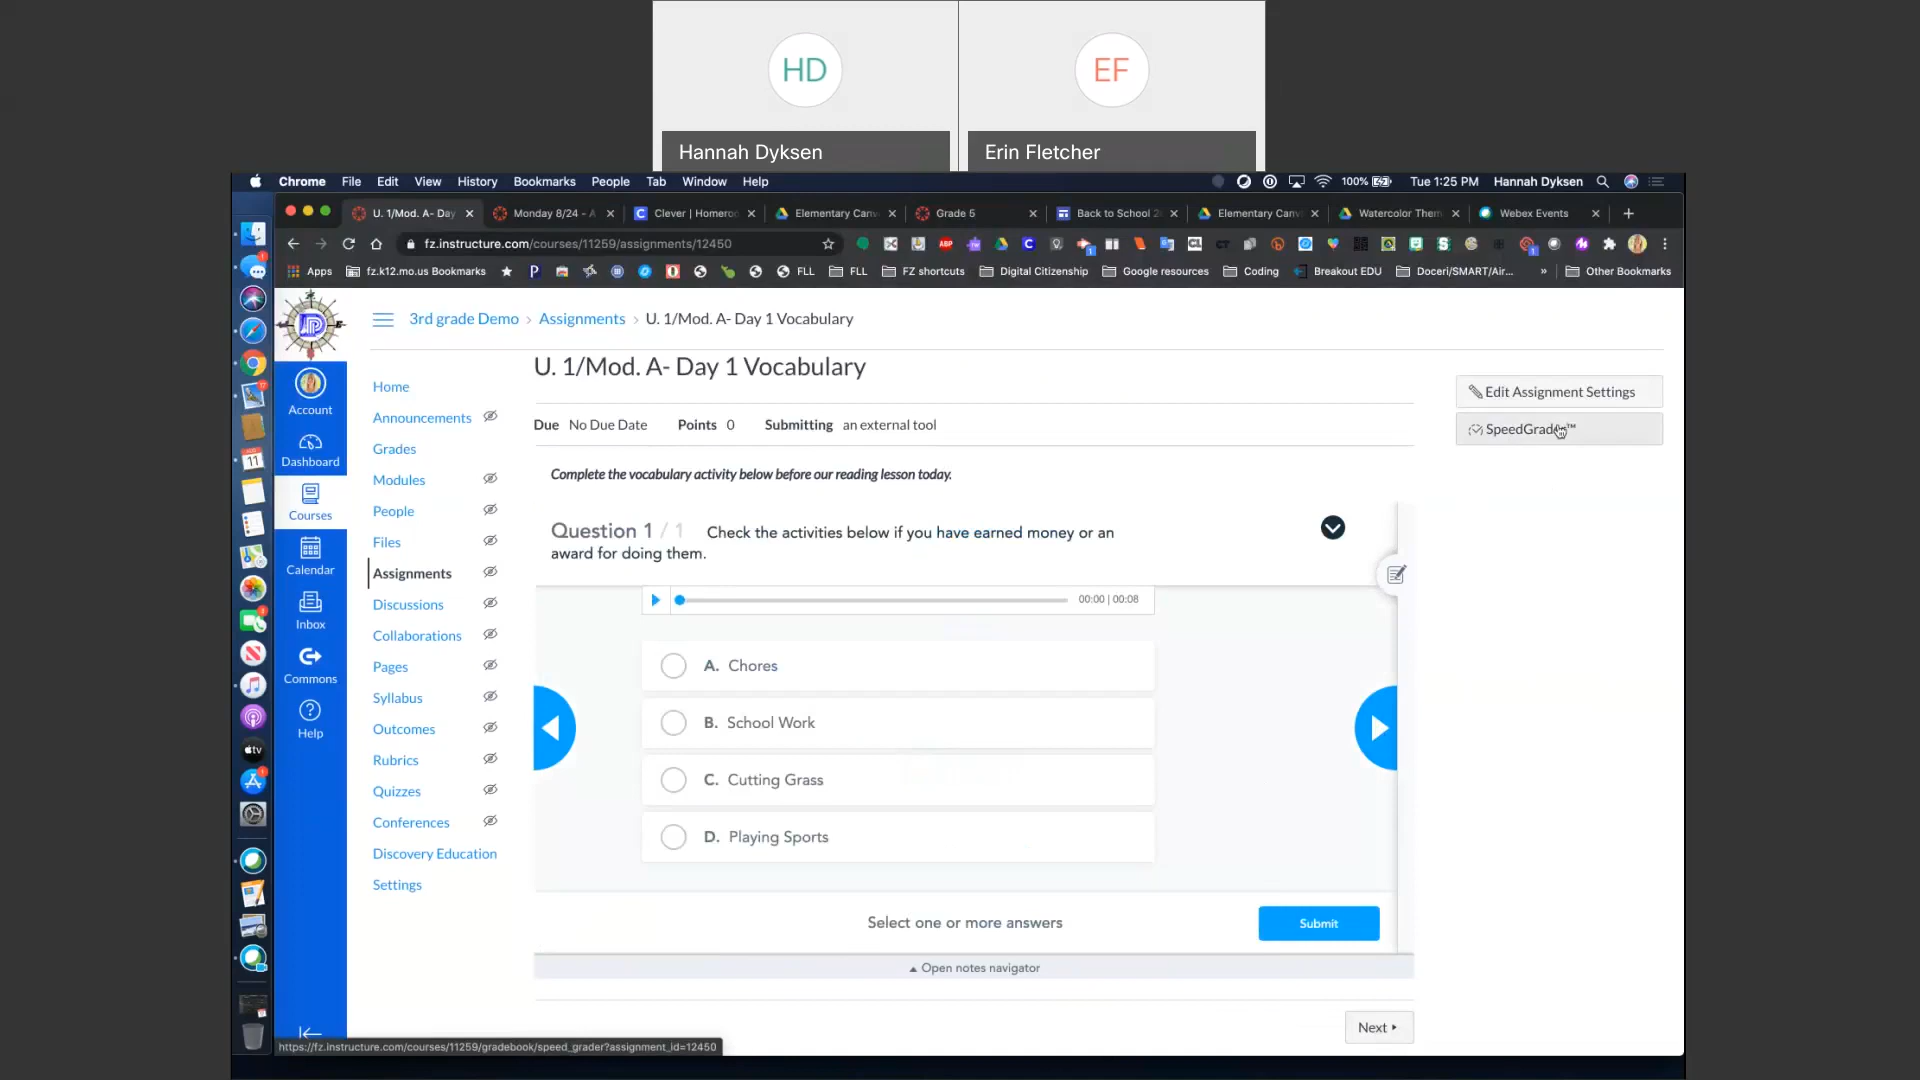 HD
EF
Hannah Dyksen
Erin Fletcher
Chrome File Edit View History Bookmarks People Tab Window Help
100% Tue 1:25 PM Hannah Dyksen
U. 1/Mod. A- Day
Monday 8/24 - A
Clever | Homeroo
Elementary Canv
Grade 5
Back to School 2
Elementary Canv
Watercolor Them
Webex Events
fz.instructure.com/courses/11259/assignments/12450
Apps fz.k12.mo.us Bookmarks FLL FLL FZ shortcuts Digital Citizenship Google resources Coding Breakout EDU Doceri/SMART/Air... » Other Bookmarks
3rd grade Demo › Assignments › U. 1/Mod. A- Day 1 Vocabulary
Account
Dashboard
Courses
Calendar
Inbox
Commons
Help
Home
Announcements
Grades
Modules
People
Files
Assignments
Discussions
Collaborations
Pages
Syllabus
Outcomes
Rubrics
Quizzes
Conferences
Discovery Education
Settings
U. 1/Mod. A- Day 1 Vocabulary
Due No Due Date Points 0 Submitting an external tool
Edit Assignment Settings
SpeedGrader™
Complete the vocabulary activity below before our reading lesson today.
Question 1 / 1 Check the activities below if you have earned money or an
award for doing them.
00:00 | 00:08
A. Chores
B. School Work
C. Cutting Grass
D. Playing Sports
Select one or more answers
Submit
Open notes navigator
Next
https://fz.instructure.com/courses/11259/gradebook/speed_grader?assignment_id=12450